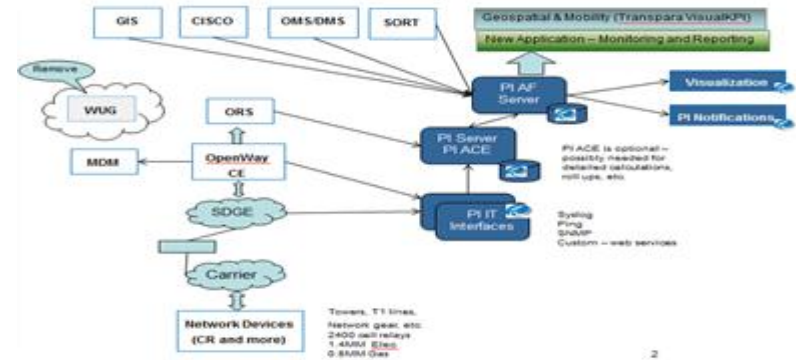 GIS
CISCO
OMS/DMS
SORT
Geospatial & Mobility (Transpara VisualKPI)
New Application – Monitoring and Reporting
Remove
WUG
PI AF
Server
Visualization
PI Notifications
ORS
PI Server
PI ACE
MDM
OpenWay
CE
PI ACE is optional –
possibly needed for
detailed calculations,
roll ups, etc.
SDGE
PI IT
Interfaces
Syslog
Ping
SNMP
Custom – web services
Carrier
Network Devices
(CR and more)
Towers, T1 lines,
Network gear, etc.
2400 cell relays
1.4MM Elec
0.8MM Gas
2